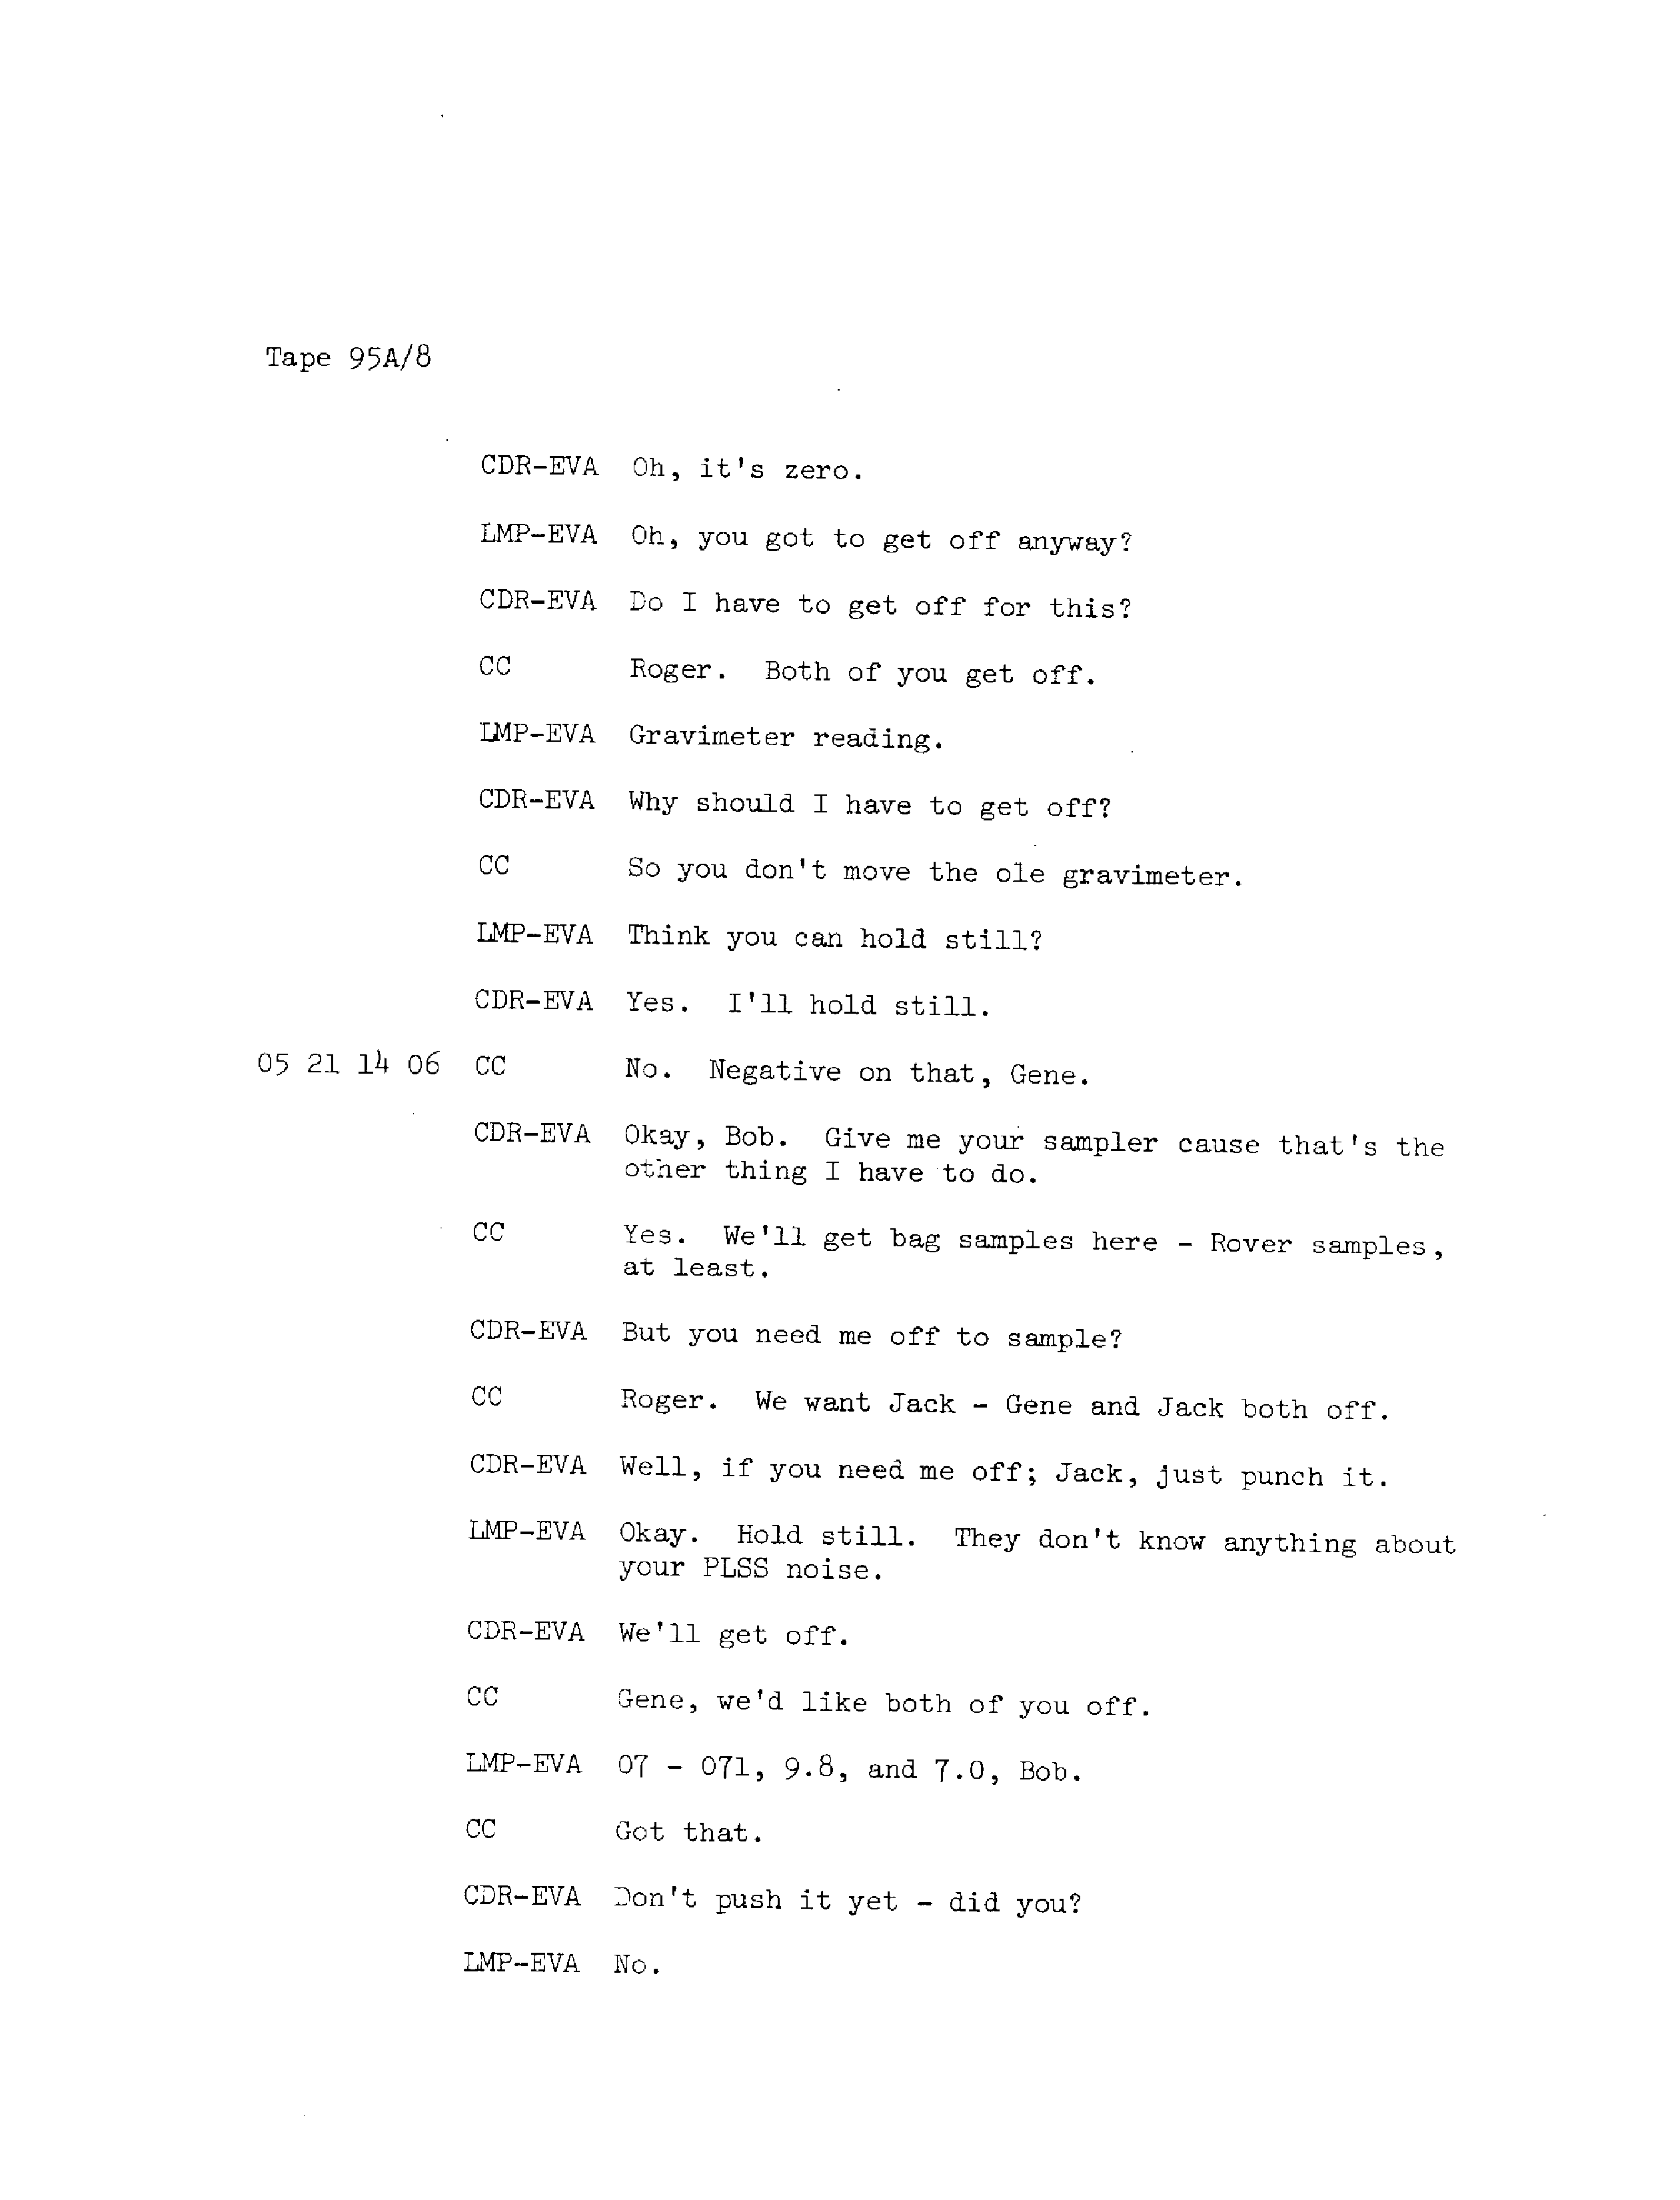 Tape 95A/8
CDR-EVA Oh, it's zero.
LMP-EVA Oh, you got to get off anyway?
CDR-EVA Do I have to get off for this?
CC Roger. Both of you get off.
LMP-EVA Gravimeter reading.
CDR-EVA Why should I have to get off?
CC So you don't move the ole gravimeter.
LMP-EVA Think you can hold still?
CDR-EVA Yes. I'll hold still.
05 21 14 06 CC No. Negative on that, Gene.
CDR-EVA Okay, Bob. Give me your sampler cause that's the
other thing I have to do.
CC Yes. We'll get bag samples here - Rover samples,
at least.
CDR-EVA But you need me off to sample?
CC Roger. We want Jack - Gene and Jack both off.
CDR-EVA Well, if you need me off; Jack, just punch it.
LMP-EVA Okay. Hold still. They don't know anything about
your PLSS noise.
CDR-EVA We'll get off.
CC Gene, we'd like both of you off.
LMP-EVA 07 - 071, 9.8, and 7.0, Bob.
CC Got that.
CDR-EVA Don't push it yet - did you?
LMP-EVA No.